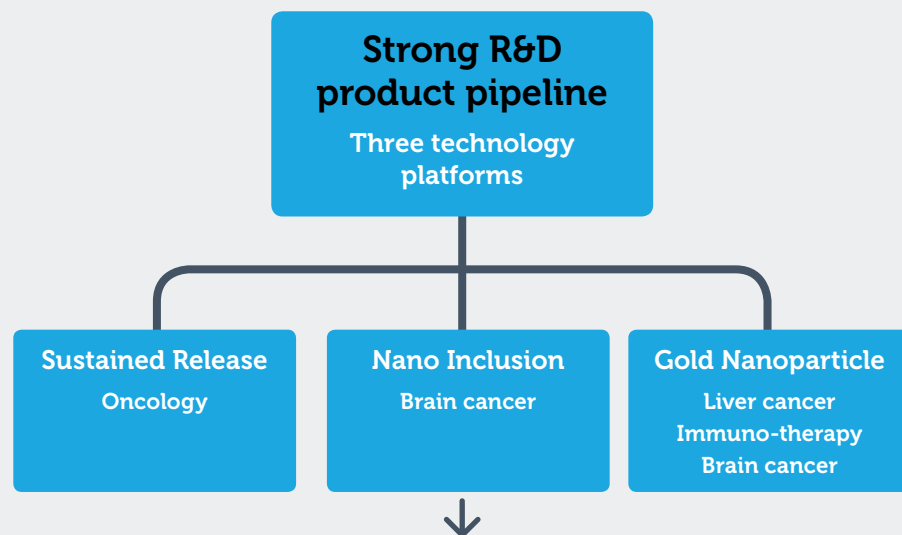 Strong R&D
product pipeline
Three technology
platforms
Sustained Release
Oncology
Nano Inclusion
Brain cancer
Gold Nanoparticle
Liver cancer
Immuno-therapy
Brain cancer